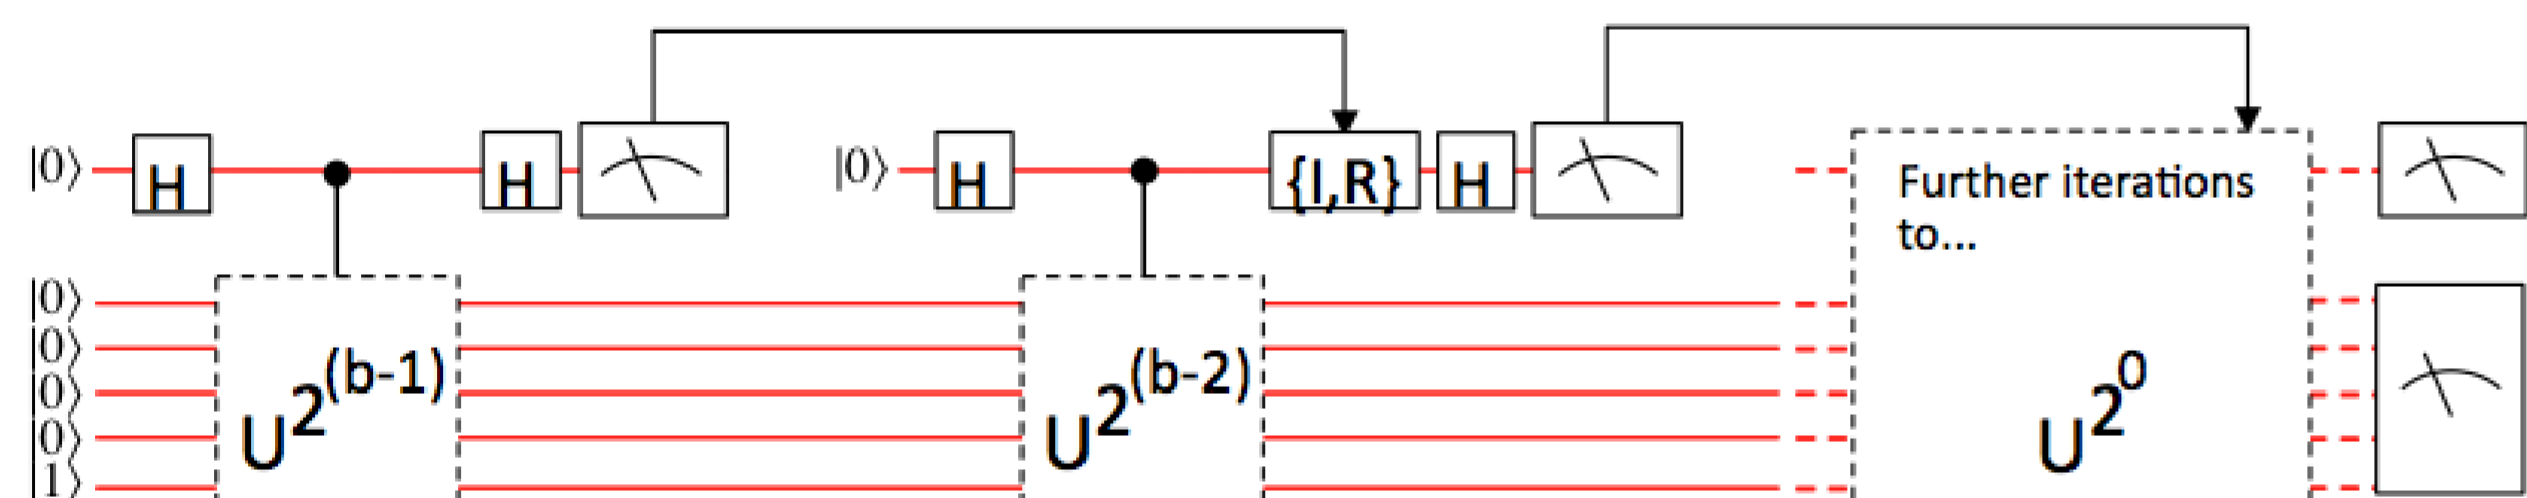 |0⟩ H H |0⟩ H {I,R} H Further iterations
to...
|0⟩
|0⟩
|0⟩
|0⟩
|1⟩
U2(b-1) U2(b-2) U20